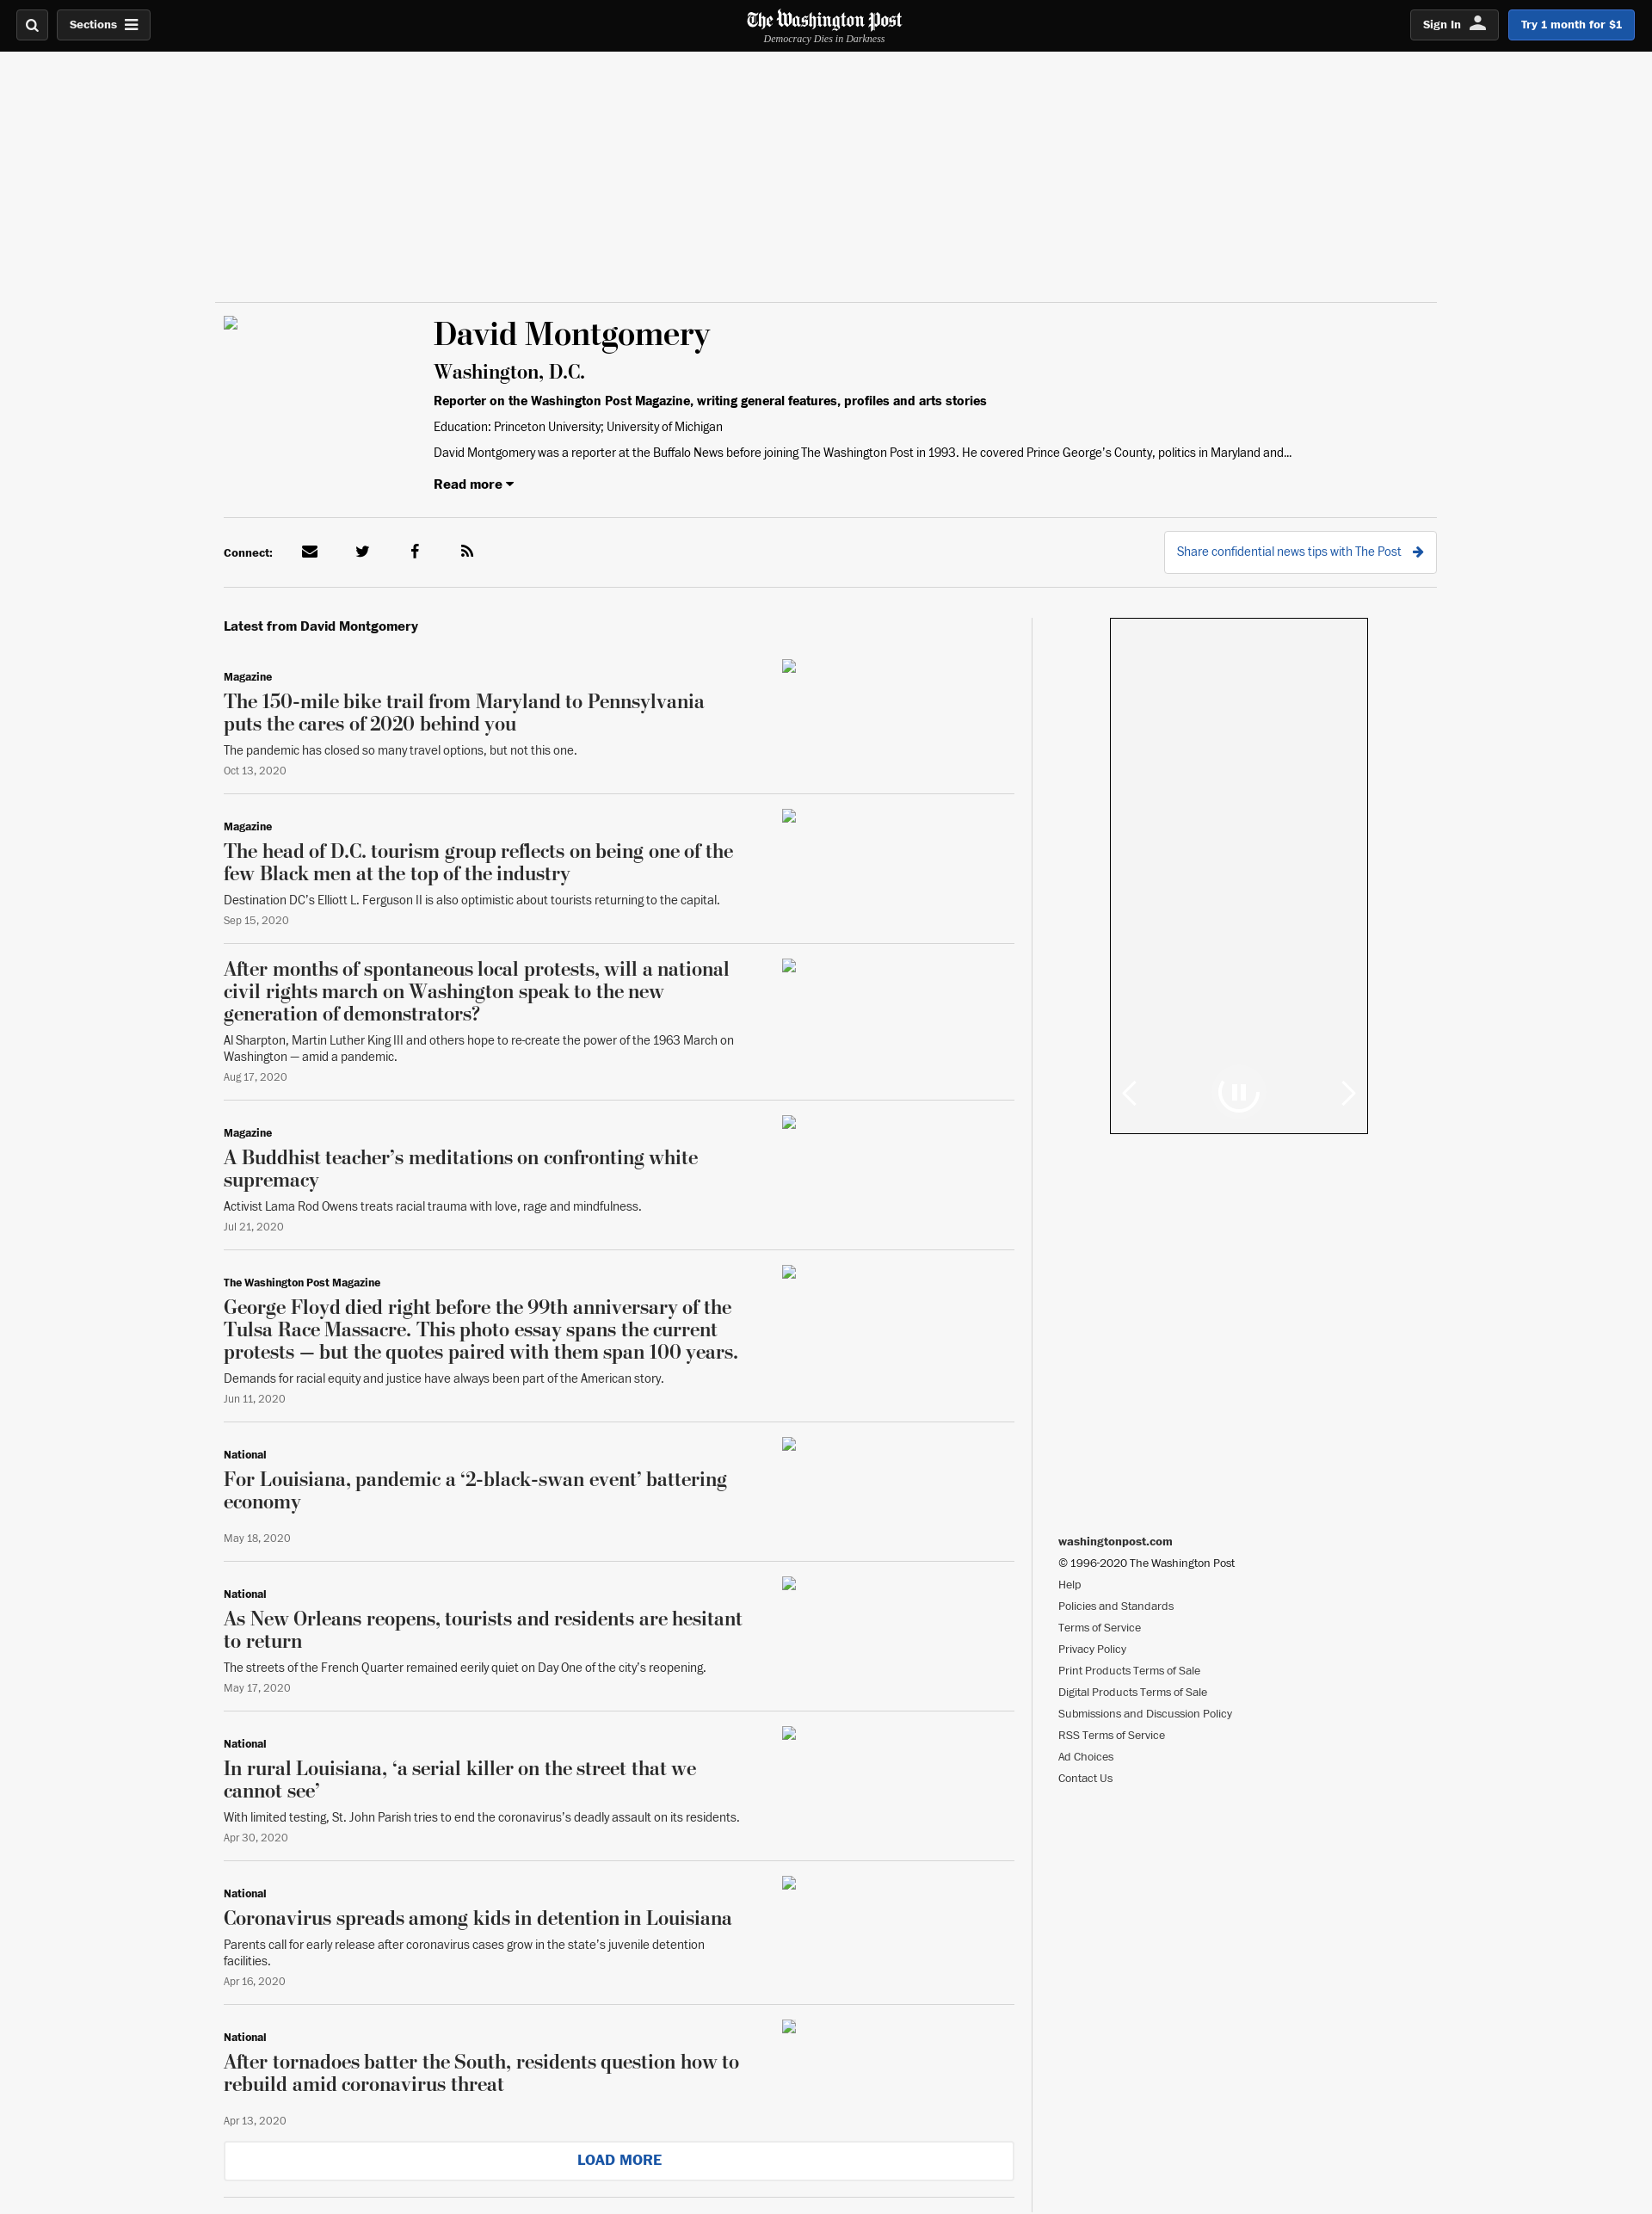 Sections
The Washington Post
Democracy Dies in Darkness
Sign In
Try 1 month for $1
David Montgomery
Washington, D.C.
Reporter on the Washington Post Magazine, writing general features, profiles and arts stories
Education: Princeton University; University of Michigan
David Montgomery was a reporter at the Buffalo News before joining The Washington Post in 1993. He covered Prince George's County, politics in Maryland and...
Read more
Connect:
Share confidential news tips with The Post
Latest from David Montgomery
Magazine
The 150-mile bike trail from Maryland to Pennsylvania
puts the cares of 2020 behind you
The pandemic has closed so many travel options, but not this one.
Oct 13, 2020
Magazine
The head of D.C. tourism group reflects on being one of the
few Black men at the top of the industry
Destination DC's Elliott L. Ferguson II is also optimistic about tourists returning to the capital.
Sep 15, 2020
After months of spontaneous local protests, will a national
civil rights march on Washington speak to the new
generation of demonstrators?
Al Sharpton, Martin Luther King III and others hope to re-create the power of the 1963 March on
Washington — amid a pandemic.
Aug 17, 2020
Magazine
A Buddhist teacher’s meditations on confronting white
supremacy
Activist Lama Rod Owens treats racial trauma with love, rage and mindfulness.
Jul 21, 2020
The Washington Post Magazine
George Floyd died right before the 99th anniversary of the
Tulsa Race Massacre. This photo essay spans the current
protests — but the quotes paired with them span 100 years.
Demands for racial equity and justice have always been part of the American story.
Jun 11, 2020
National
For Louisiana, pandemic a ‘2-black-swan event’ battering
economy
May 18, 2020
National
As New Orleans reopens, tourists and residents are hesitant
to return
The streets of the French Quarter remained eerily quiet on Day One of the city’s reopening.
May 17, 2020
National
In rural Louisiana, ‘a serial killer on the street that we
cannot see’
With limited testing, St. John Parish tries to end the coronavirus’s deadly assault on its residents.
Apr 30, 2020
National
Coronavirus spreads among kids in detention in Louisiana
Parents call for early release after coronavirus cases grow in the state’s juvenile detention
facilities.
Apr 16, 2020
National
After tornadoes batter the South, residents question how to
rebuild amid coronavirus threat
Apr 13, 2020
LOAD MORE
washingtonpost.com
© 1996-2020 The Washington Post
Help
Policies and Standards
Terms of Service
Privacy Policy
Print Products Terms of Sale
Digital Products Terms of Sale
Submissions and Discussion Policy
RSS Terms of Service
Ad Choices
Contact Us